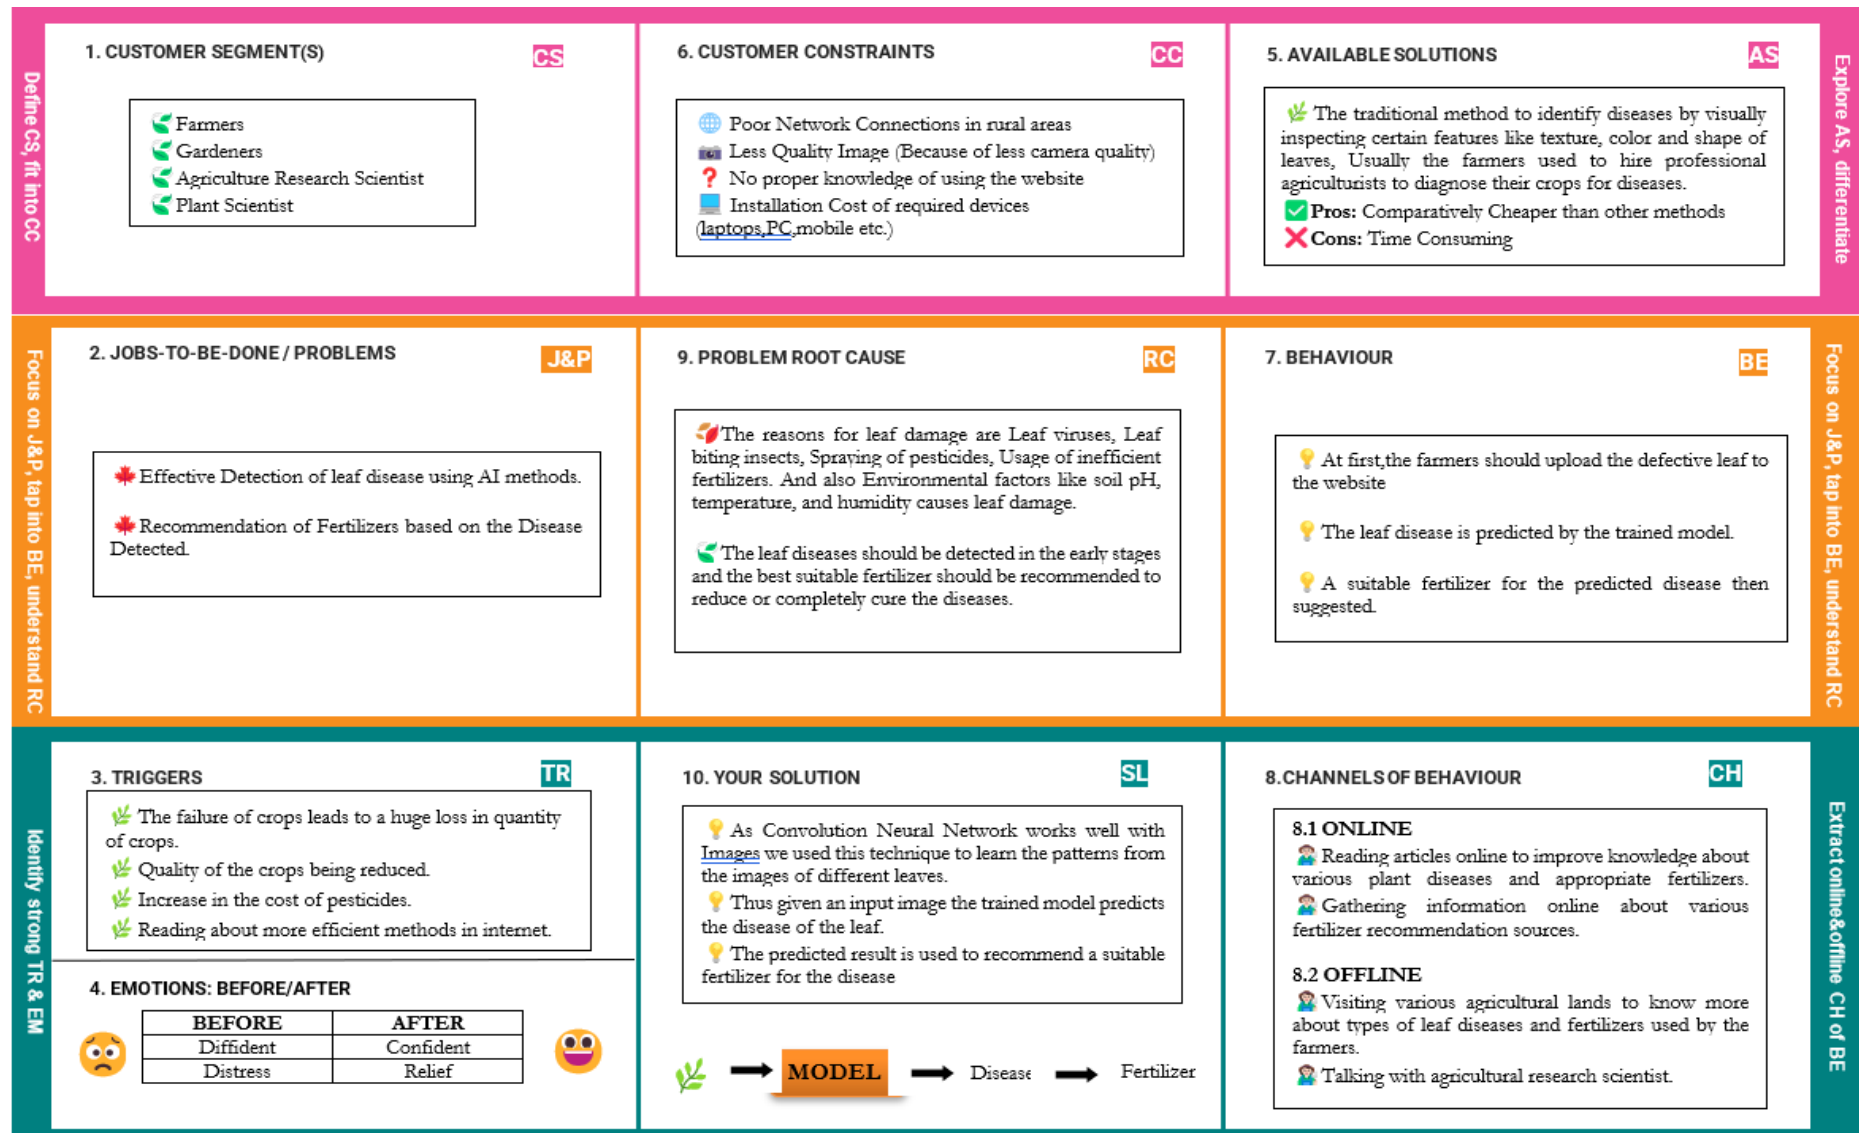 Define CS, fit into CC
1. CUSTOMER SEGMENT(S)
CS
Farmers
Gardeners
Agriculture Research Scientist
Plant Scientist
6. CUSTOMER CONSTRAINTS
CC
Poor Network Connections in rural areas
Less Quality Image (Because of less camera quality)
No proper knowledge of using the website
Installation Cost of required devices
(laptops,PC,mobile etc.)
5. AVAILABLE SOLUTIONS
AS
The traditional method to identify diseases by visually
inspecting certain features like texture, color and shape of
leaves, Usually the farmers used to hire professional
agriculturists to diagnose their crops for diseases.
Pros: Comparatively Cheaper than other methods
Cons: Time Consuming
Explore AS, differentiate
Focus on J&P, tap into BE, understand RC
2. JOBS-TO-BE-DONE / PROBLEMS
J&P
Effective Detection of leaf disease using AI methods.
Recommendation of Fertilizers based on the Disease
Detected.
9. PROBLEM ROOT CAUSE
RC
The reasons for leaf damage are Leaf viruses, Leaf
biting insects, Spraying of pesticides, Usage of inefficient
fertilizers. And also Environmental factors like soil pH,
temperature, and humidity causes leaf damage.
The leaf diseases should be detected in the early stages
and the best suitable fertilizer should be recommended to
reduce or completely cure the diseases.
7. BEHAVIOUR
BE
At first,the farmers should upload the defective leaf to
the website
The leaf disease is predicted by the trained model.
A suitable fertilizer for the predicted disease then
suggested.
Focus on J&P, tap into BE, understand RC
Identify strong TR & EM
3. TRIGGERS
TR
The failure of crops leads to a huge loss in quantity
of crops.
Quality of the crops being reduced.
Increase in the cost of pesticides.
Reading about more efficient methods in internet.
4. EMOTIONS: BEFORE/AFTER
BEFORE AFTER
Diffident Confident
Distress Relief
10. YOUR SOLUTION
SL
As Convolution Neural Network works well with
Images we used this technique to learn the patterns from
the images of different leaves.
Thus given an input image the trained model predicts
the disease of the leaf.
The predicted result is used to recommend a suitable
fertilizer for the disease
MODEL Disease Fertilizer
8.CHANNELS OF BEHAVIOUR
CH
8.1 ONLINE
Reading articles online to improve knowledge about
various plant diseases and appropriate fertilizers.
Gathering information online about various
fertilizer recommendation sources.
8.2 OFFLINE
Visiting various agricultural lands to know more
about types of leaf diseases and fertilizers used by the
farmers.
Talking with agricultural research scientist.
Extract online&offline CH of BE